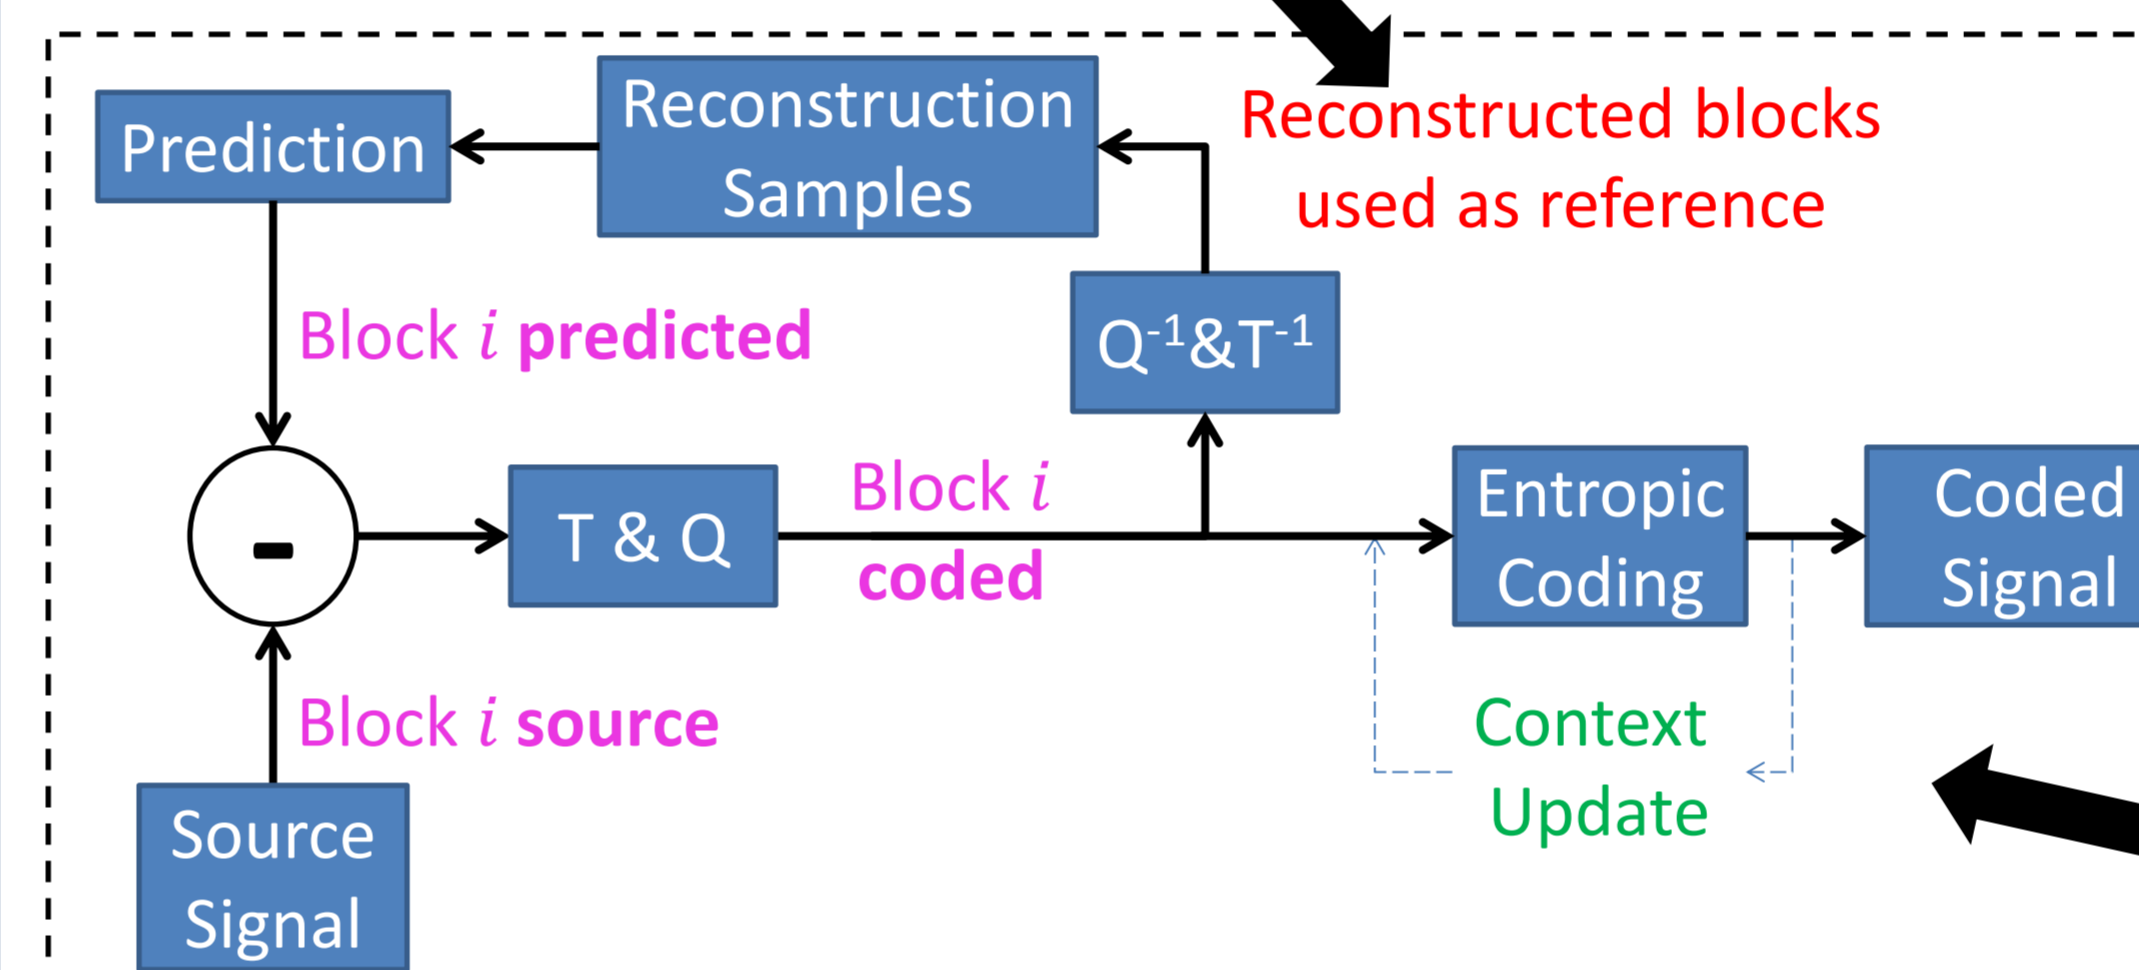 Prediction
Reconstruction
Samples
Reconstructed blocks
used as reference
Block i predicted
Q⁻¹&T⁻¹
-
T & Q
Block i
coded
Entropic
Coding
Coded
Signal
Block i source
Context
Update
Source
Signal